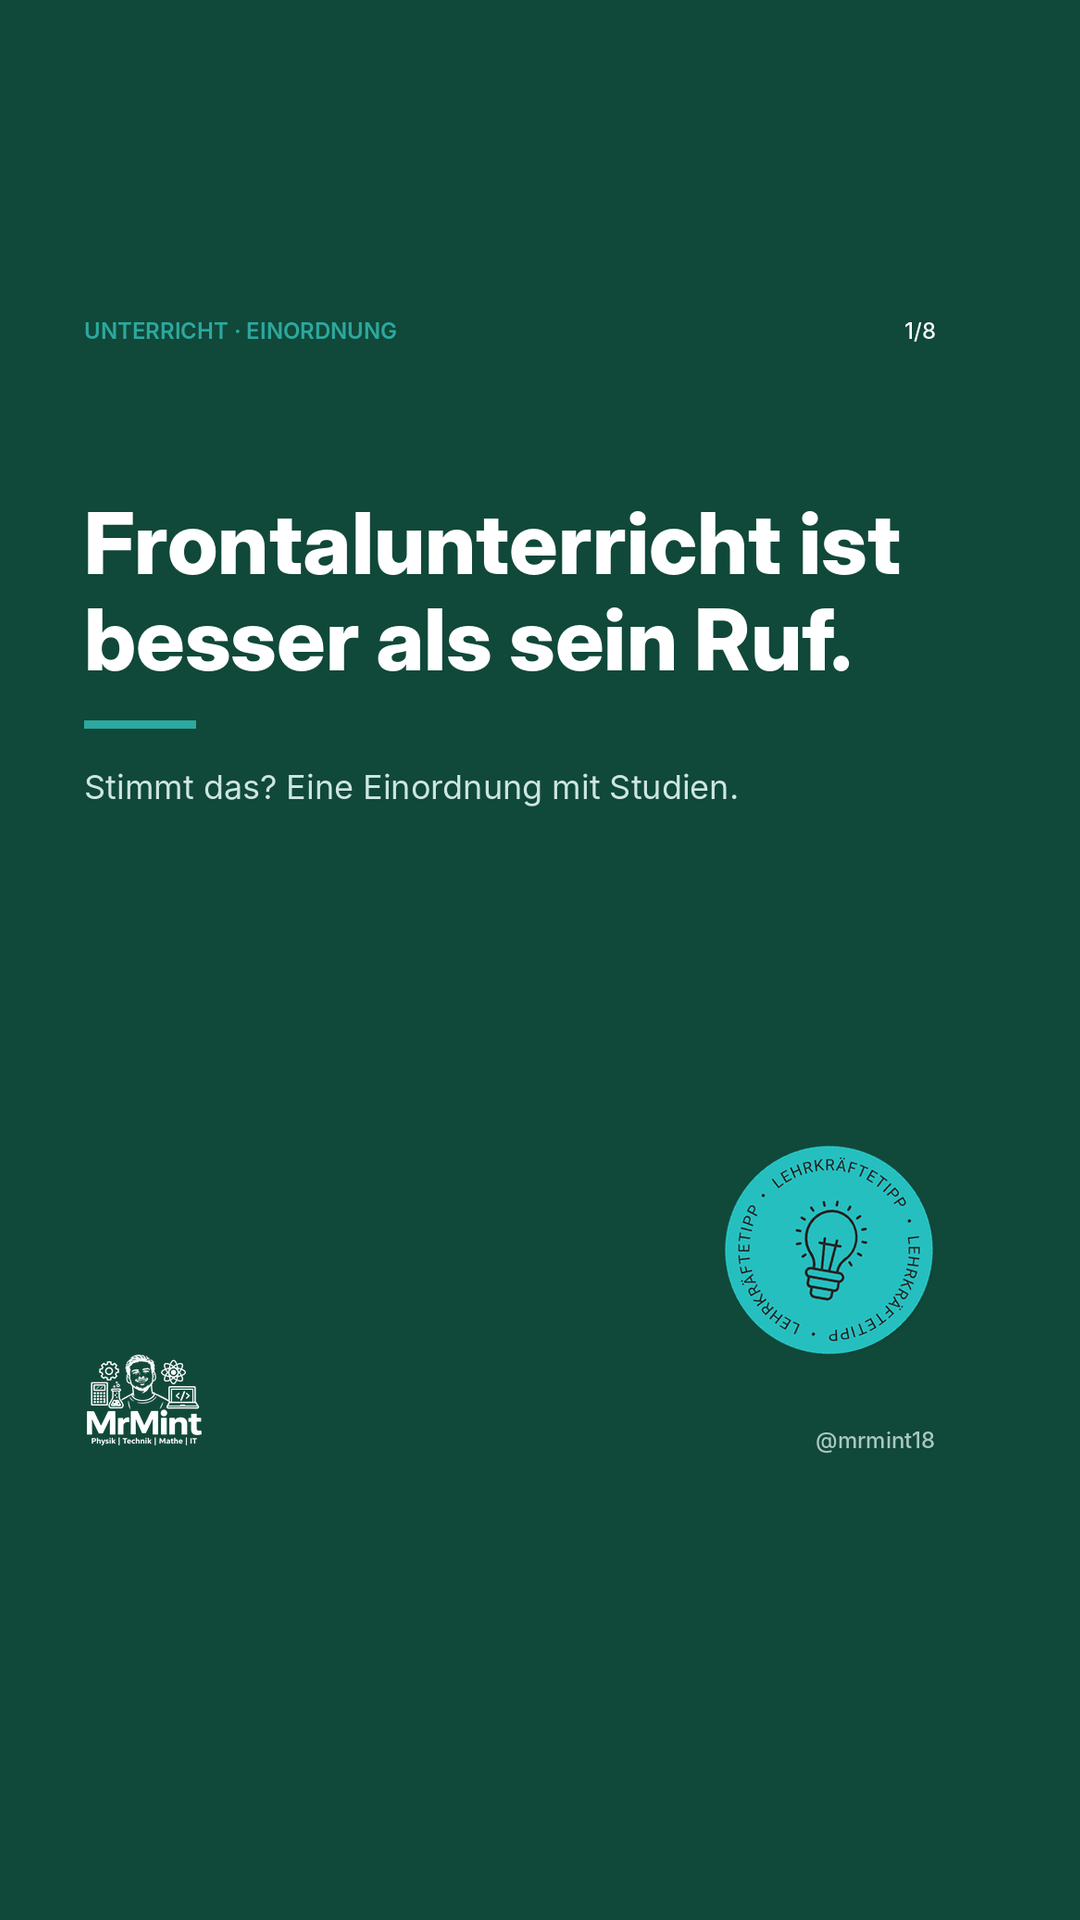 UNTERRICHT · EINORDNUNG
1/8
Frontalunterricht ist
besser als sein Ruf.
Stimmt das? Eine Einordnung mit Studien.
LEHRKRÄFTETIPP • LEHRKRÄFTETIPP • LEHRKRÄFTETIPP •
</>
MrMint
Physik | Technik | Mathe | IT
@mrmint18